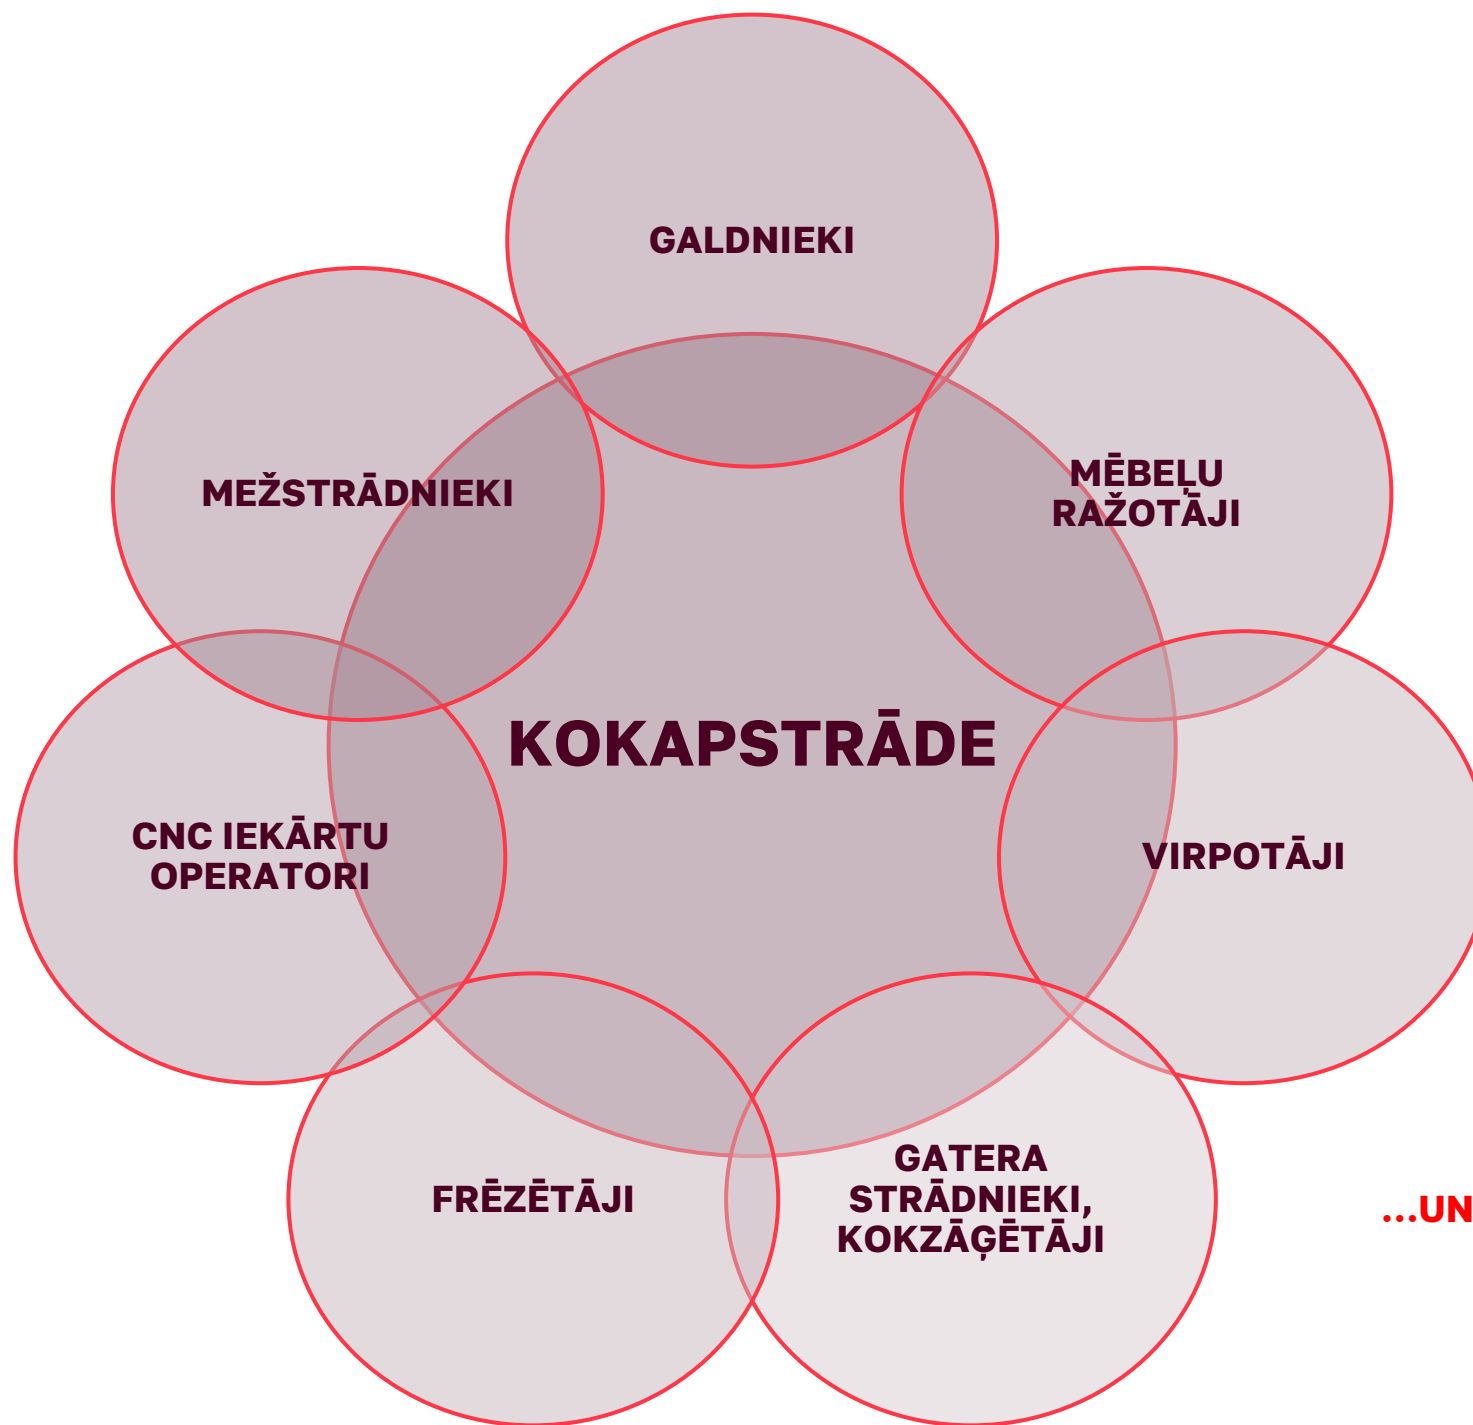 GALDNIEKI
MĒBEĻU
RAŽOTĀJI
MEŽSTRĀDNIEKI
KOKAPSTRĀDE
CNC IEKĀRTU
OPERATORI
VIRPOTĀJI
FRĒZĒTĀJI
GATERA
STRĀDNIEKI,
KOKZĀĢĒTĀJI
...UN